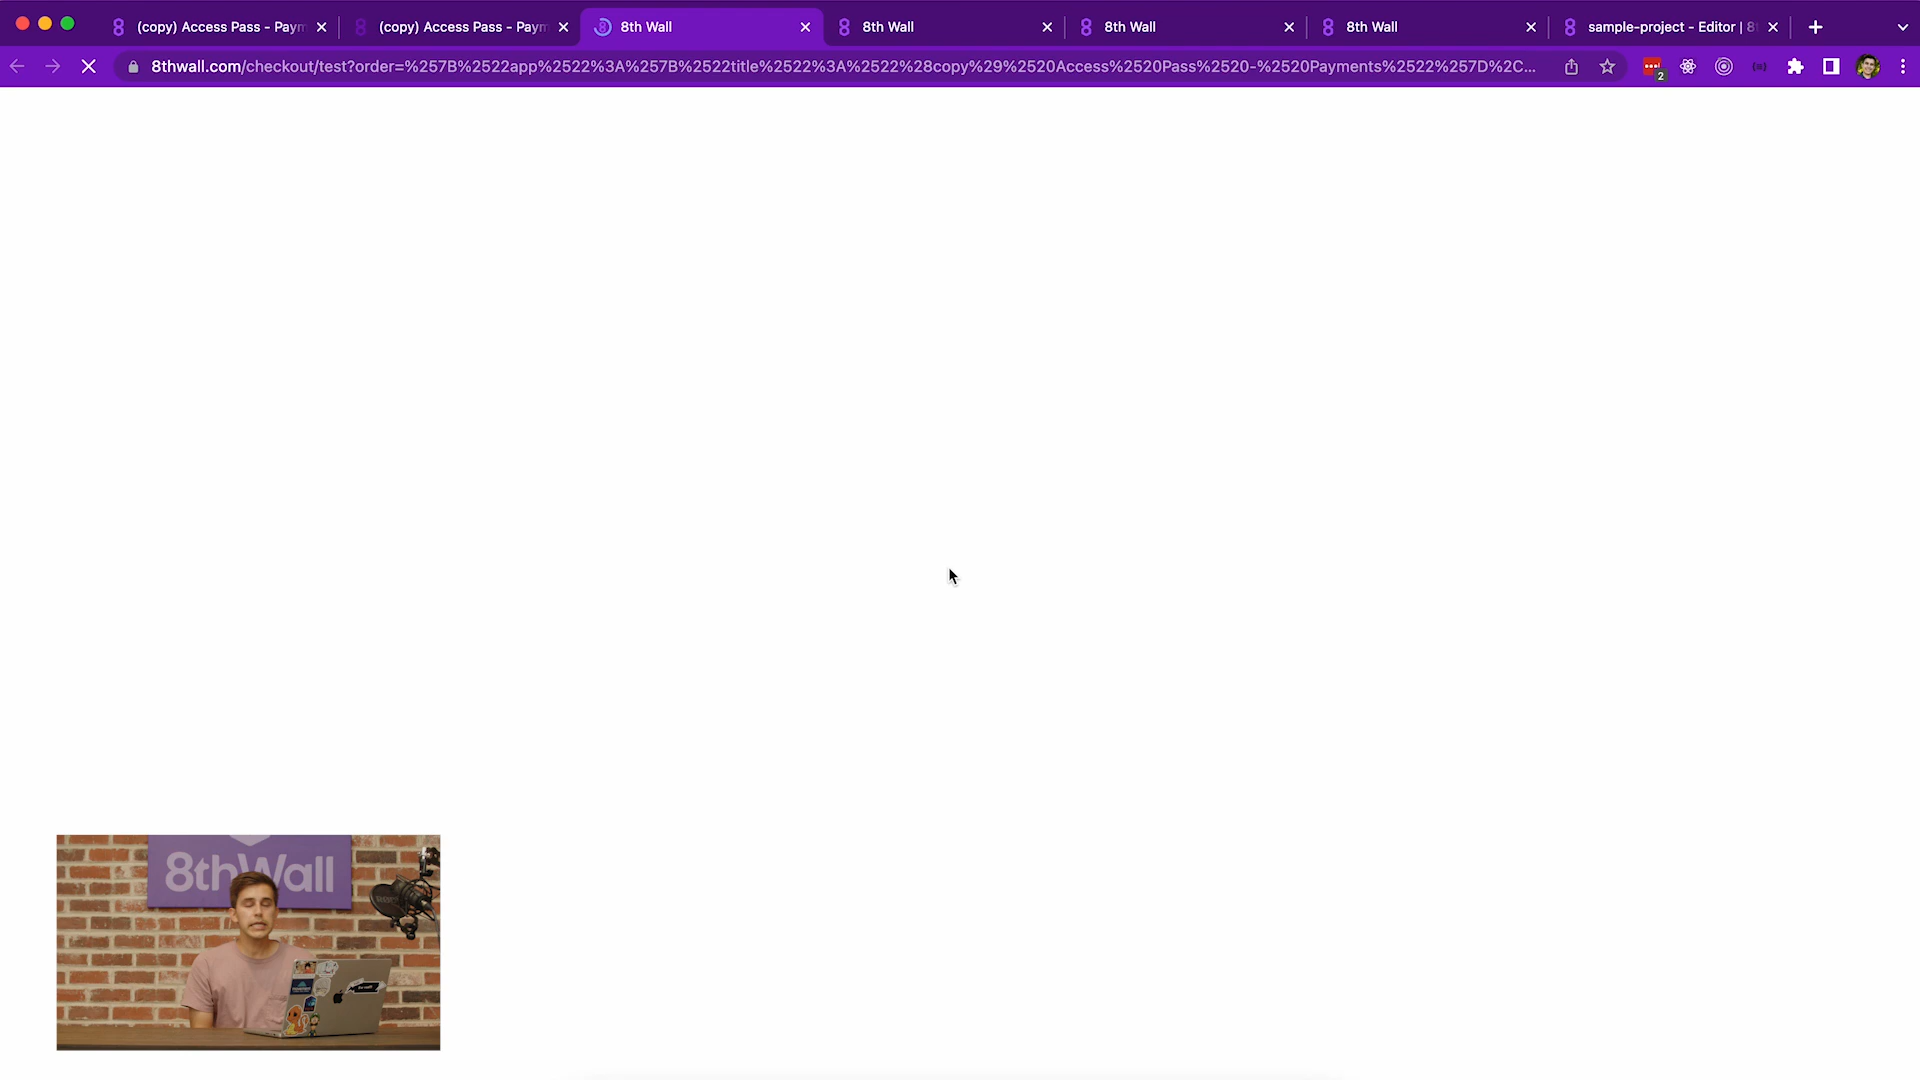 (copy) Access Pass - Paym
(copy) Access Pass - Paym
8th Wall
8th Wall
8th Wall
8th Wall
sample-project - Editor | 8t
8thwall.com/checkout/test?order=%257B%2522app%2522%3A%257B%2522title%2522%3A%2522%28copy%29%2520Access%2520Pass%2520-%2520Payments%2522%257D%2C...
2
8thWall